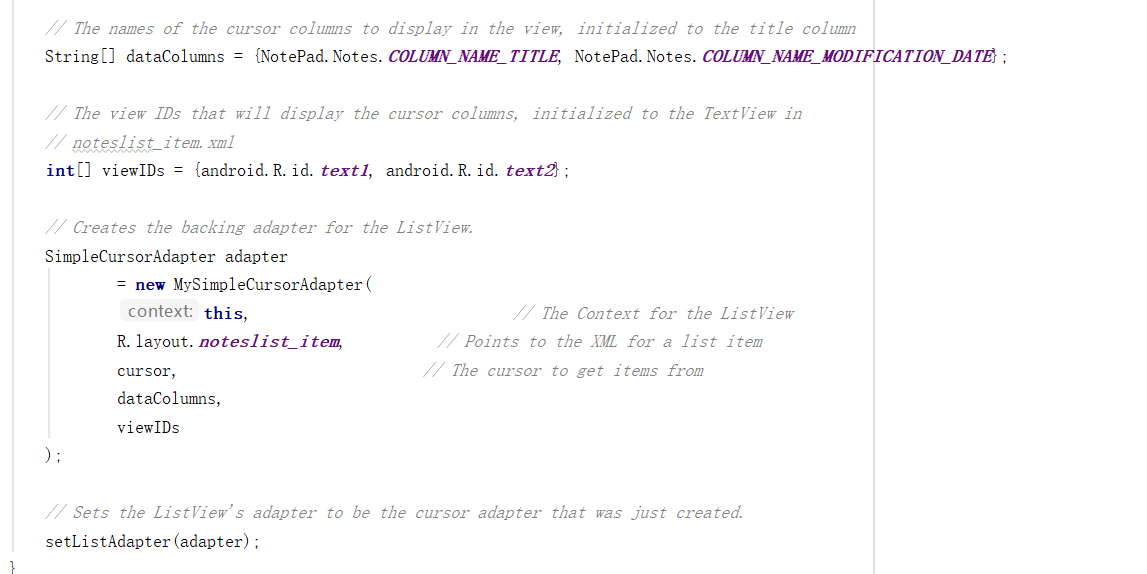 // The names of the cursor columns to display in the view, initialized to the title column
String[] dataColumns = {NotePad.Notes.COLUMN_NAME_TITLE, NotePad.Notes.COLUMN_NAME_MODIFICATION_DATE};
// The view IDs that will display the cursor columns, initialized to the TextView in
// noteslist_item.xml
int[] viewIDs = {android.R.id.text1, android.R.id.text2};
// Creates the backing adapter for the ListView.
SimpleCursorAdapter adapter
= new MySimpleCursorAdapter(
context: this, // The Context for the ListView
R.layout.noteslist_item, // Points to the XML for a list item
cursor, // The cursor to get items from
dataColumns,
viewIDs
);
// Sets the ListView's adapter to be the cursor adapter that was just created.
setListAdapter(adapter);
}